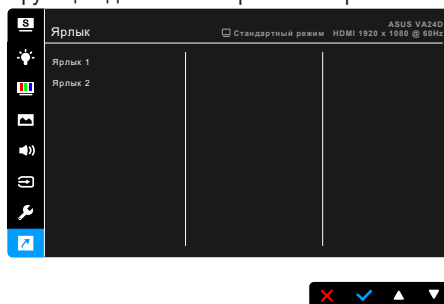 S
ASUS VA24D
Ярлык
Стандартный режим HDMI 1920 x 1080 @ 60Hz
Ярлык 1
Ярлык 2